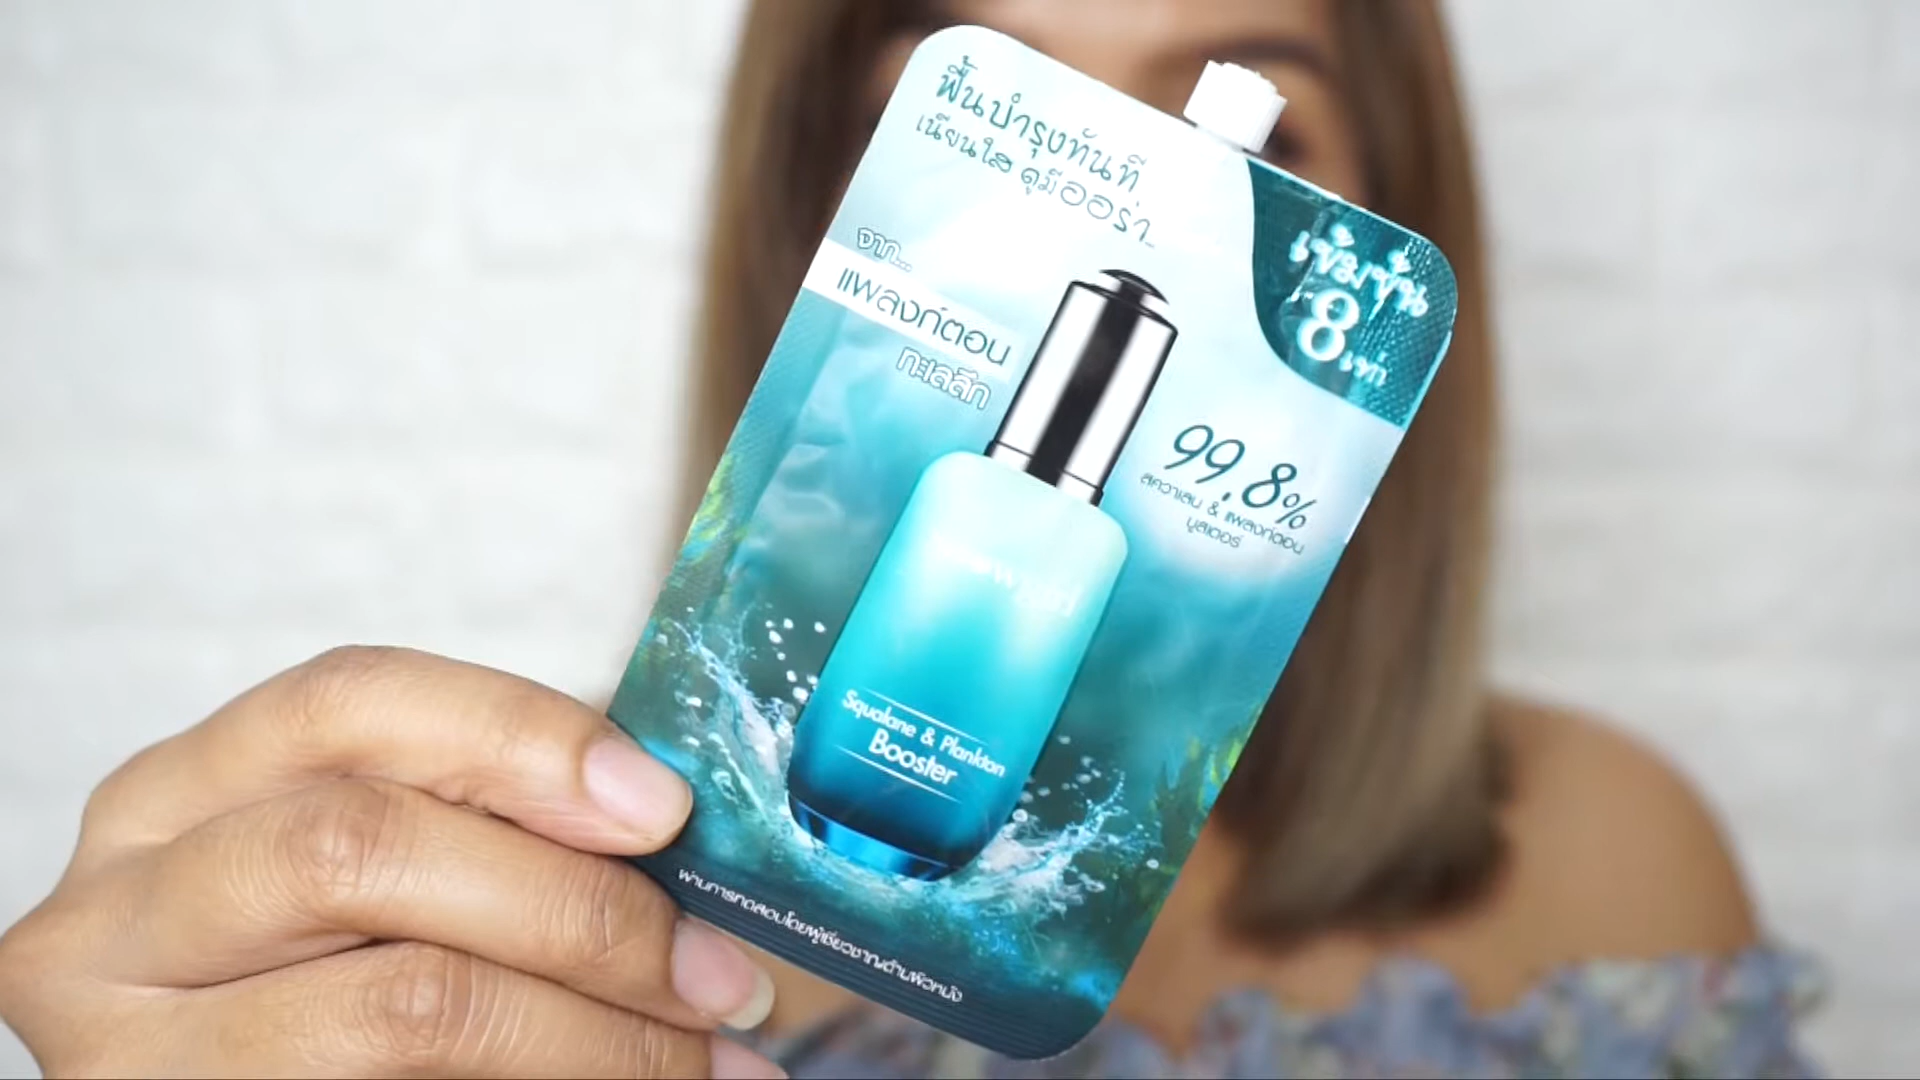 ฟื้นบำรุงทันที
เนียนใส ดูมีออร่า
จาก...
แพลงก์ตอน
ทะเลลึก
เข้มข้น
8 เท่า
99.8%
สควาเลน & แพลงก์ตอน
บูสเตอร์
Squalane & Plankton
Booster
ผ่านการทดสอบโดยผู้เชี่ยวชาญด้านผิวหนัง